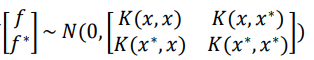 [f
f*] ~ N(0, [K(x, x) K(x, x*)
K(x*, x) K(x*, x*)])